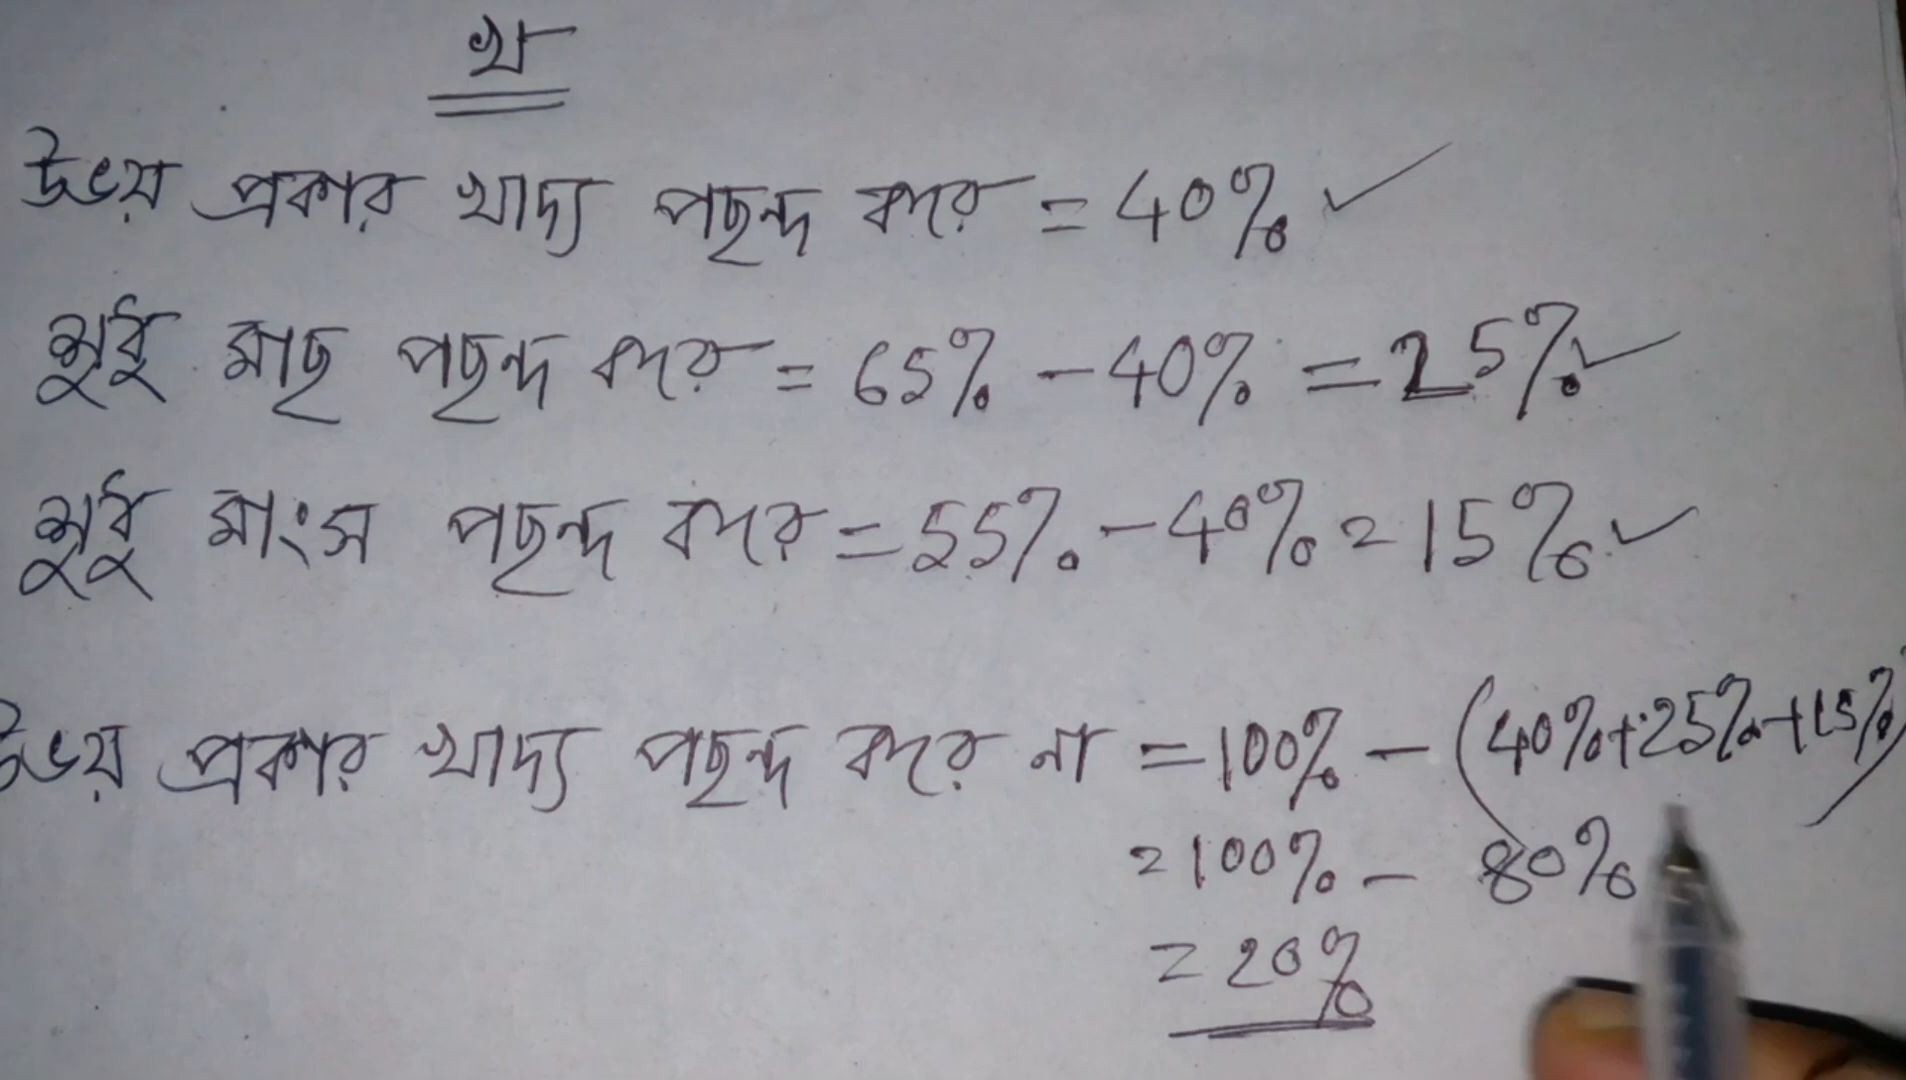 খ
উভয় প্রকার খাদ্য পছন্দ করে = 40%
শুধু মাছ পছন্দ করে = 65% - 40% = 25%
শুধু মাংস পছন্দ করে = 55% - 40% = 15%
উভয় প্রকার খাদ্য পছন্দ করে না = 100% - (40%+25%+15%)
= 100% - 80%
= 20%